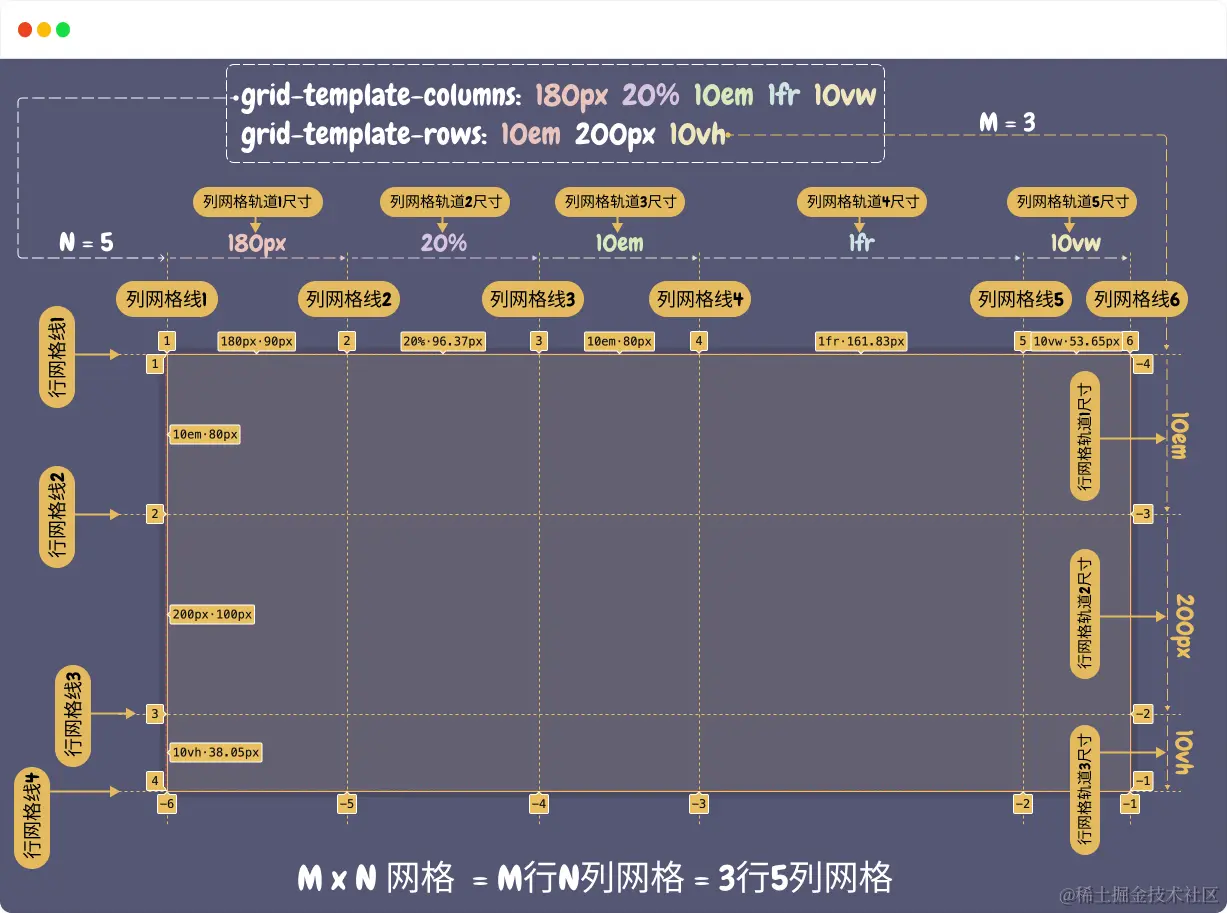 grid-template-columns: 180px 20% 10em 1fr 10vw
grid-template-rows: 10em 200px 10vh
M = 3
列网格轨道1尺寸 列网格轨道2尺寸 列网格轨道3尺寸 列网格轨道4尺寸 列网格轨道5尺寸
N = 5 180px 20% 10em 1fr 10vw
列网格线1 列网格线2 列网格线3 列网格线4 列网格线5 列网格线6
1 180px·90px 2 20%·96.37px 3 10em·80px 4 1fr·161.83px 5 10vw·53.65px 6
行网格线1
1 -4
10em·80px
行网格轨道1尺寸
10em
行网格线2
2 -3
200px·100px
行网格轨道2尺寸
200px
行网格线3
3 -2
10vh·38.05px
行网格轨道3尺寸
10vh
行网格线4
4 -1
-6 -5 -4 -3 -2 -1
M x N 网格 = M行N列网格 = 3行5列网格
@稀土掘金技术社区